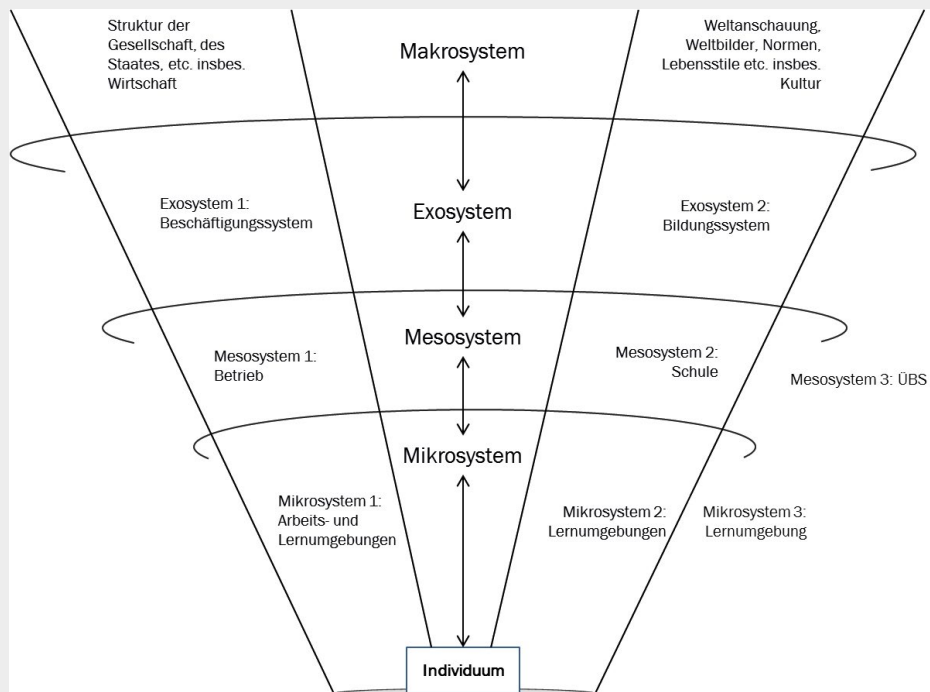 Struktur der
Gesellschaft, des
Staates, etc. insbes.
Wirtschaft
Makrosystem
Weltanschauung,
Weltbilder, Normen,
Lebensstile etc. insbes.
Kultur
Exosystem 1:
Beschäftigungssystem
Exosystem
Exosystem 2:
Bildungssystem
Mesosystem 1:
Betrieb
Mesosystem
Mesosystem 2:
Schule
Mesosystem 3: ÜBS
Mikrosystem
Mikrosystem 1:
Arbeits- und
Lernumgebungen
Mikrosystem 2:
Lernumgebungen
Mikrosystem 3:
Lernumgebung
Individuum